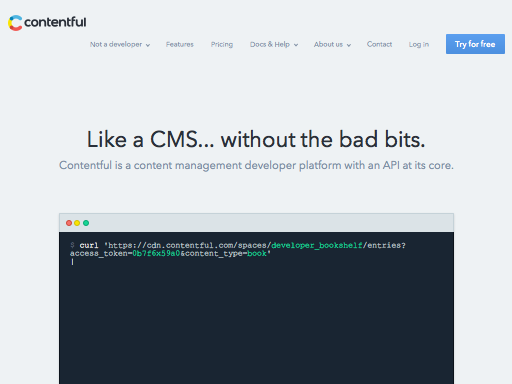 contentful
Not a developer Features Pricing Docs & Help About us Contact Log in Try for free
Like a CMS... without the bad bits.
Contentful is a content management developer platform with an API at its core.
$ curl 'https://cdn.contentful.com/spaces/developer_bookshelf/entries?
access_token=0b7f6x59a0&content_type=book'